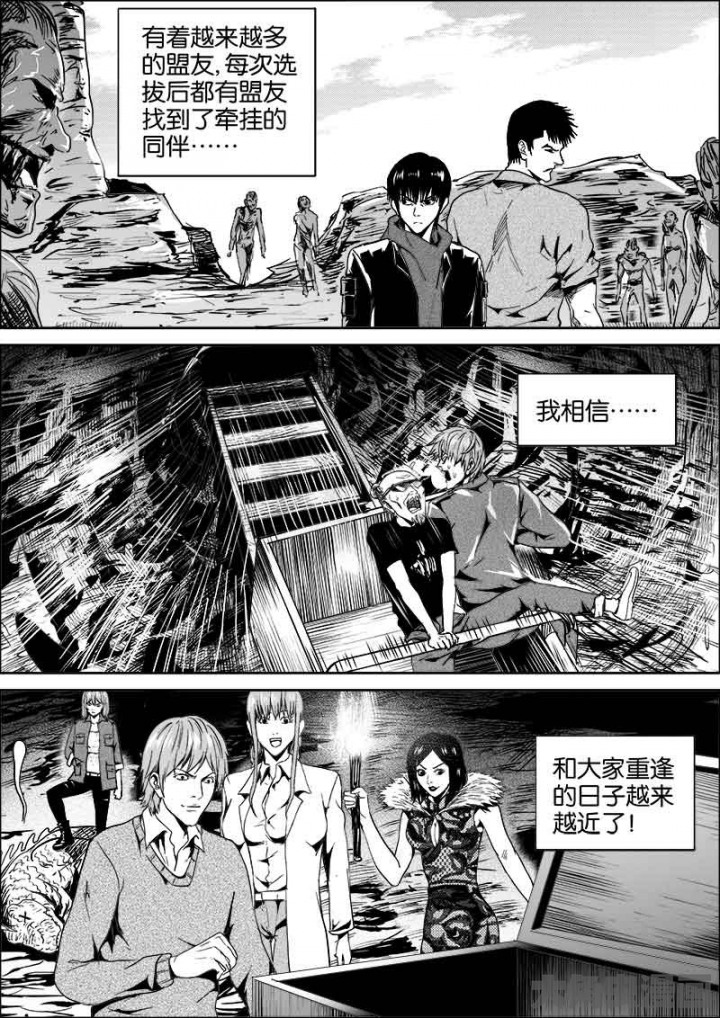 有着越来越多
的盟友,每次选
拔后都有盟友
找到了牵挂的
同伴……
我相信……
和大家重逢
的日子越来
越近了!